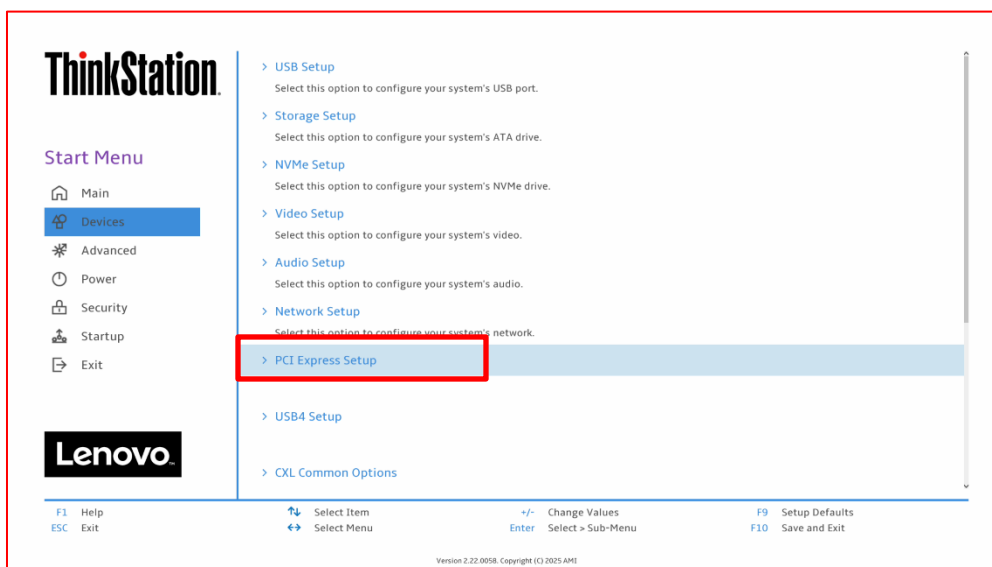 ThinkStation
Start Menu
Main
Devices
Advanced
Power
Security
Startup
Exit
Lenovo
> USB Setup
Select this option to configure your system's USB port.
> Storage Setup
Select this option to configure your system's ATA drive.
> NVMe Setup
Select this option to configure your system's NVMe drive.
> Video Setup
Select this option to configure your system's video.
> Audio Setup
Select this option to configure your system's audio.
> Network Setup
Select this option to configure your system's network.
> PCI Express Setup
> USB4 Setup
> CXL Common Options
F1 Help ↑↓ Select Item +/- Change Values F9 Setup Defaults
ESC Exit ↔ Select Menu Enter Select > Sub-Menu F10 Save and Exit
Version 2.22.0058. Copyright (C) 2025 AMI